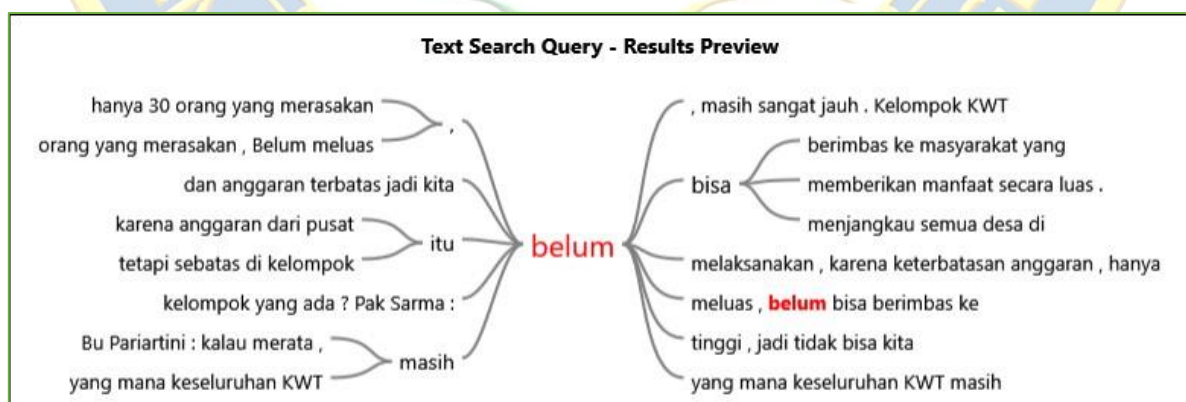 Text Search Query - Results Preview
hanya 30 orang yang merasakan
orang yang merasakan , Belum meluas
,
dan anggaran terbatas jadi kita
karena anggaran dari pusat
tetapi sebatas di kelompok
itu
kelompok yang ada ? Pak Sarma :
Bu Pariartini : kalau merata ,
yang mana keseluruhan KWT
masih
belum
, masih sangat jauh . Kelompok KWT
bisa
berimbas ke masyarakat yang
memberikan manfaat secara luas .
menjangkau semua desa di
melaksanakan , karena keterbatasan anggaran , hanya
meluas , belum bisa berimbas ke
tinggi , jadi tidak bisa kita
yang mana keseluruhan KWT masih